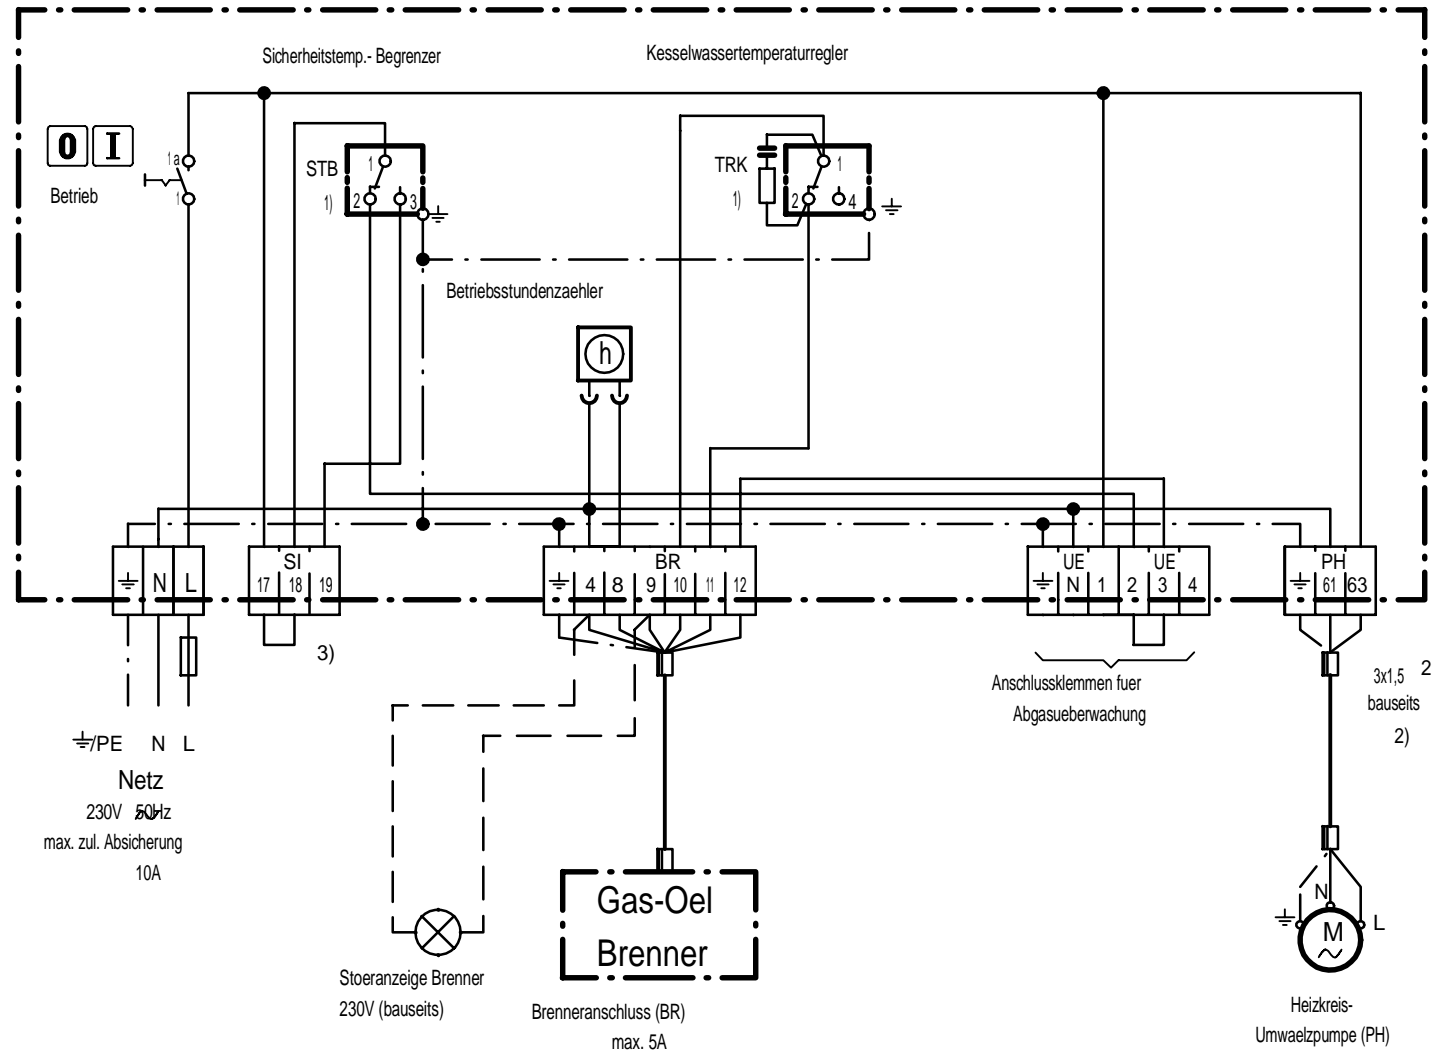 Sicherheitstemp.- Begrenzer
Kesselwassertemperaturregler
0 I
Betrieb
1a
1
STB
1)
1
2
3
TRK
1)
1
2
4
Betriebsstundenzaehler
h
N L
SI
17 18 19
3)
BR
4 8 9 10 11 12
UE UE
N 1 2 3 4
PH
61 63
Anschlussklemmen fuer
Abgasueberwachung
3x1,5 2
bauseits
2)
/PE N L
Netz
230V 50Hz
max. zul. Absicherung
10A
Gas-Oel
Brenner
Stoeranzeige Brenner
230V (bauseits)
Brenneranschluss (BR)
max. 5A
N
M
L
Heizkreis-
Umwaelzpumpe (PH)